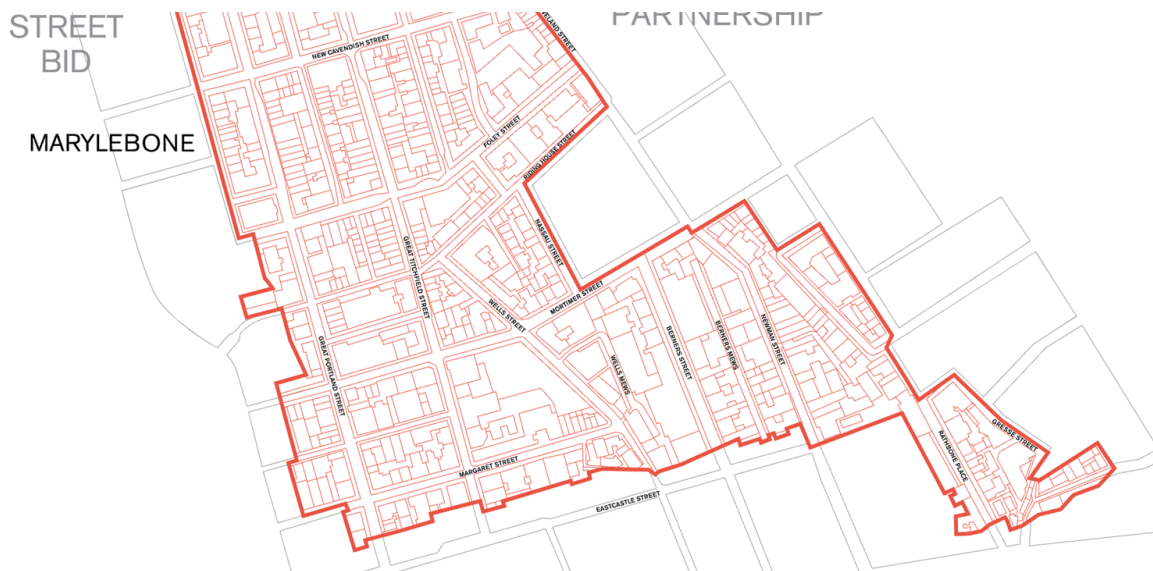 STREET
BID
PARTNERSHIP
MARYLEBONE
NEW CAVENDISH STREET
FOLEY STREET
RIDING HOUSE STREET
NASSAU STREET
GREAT TITCHFIELD STREET
MORTIMER STREET
WELLS STREET
GREAT PORTLAND STREET
WELLS MEWS
BERNERS STREET
BERNERS MEWS
NEWMAN STREET
MARGARET STREET
EASTCASTLE STREET
RATHBONE PLACE
GRESSE STREET